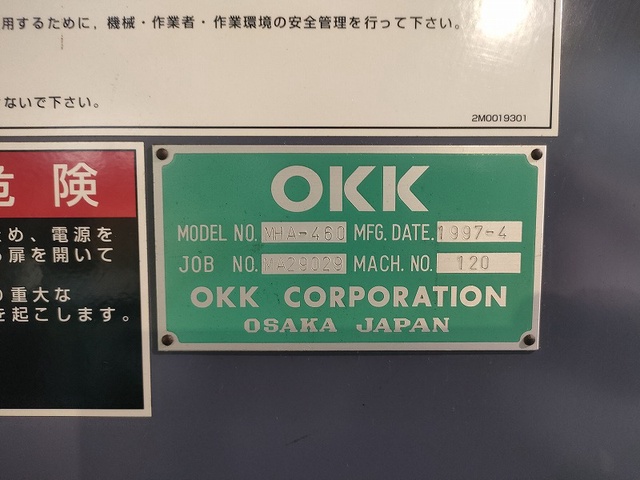 用するために，機械・作業者・作業環境の安全管理を行って下さい。
ないで下さい。
2M0019301
危険
め、電源を
扉を開いて
重大な
を起こします。
OKK
MODEL NO. MHA-460 MFG. DATE. 1997-4
JOB NO. MA29029 MACH. NO. 120
OKK CORPORATION
OSAKA JAPAN